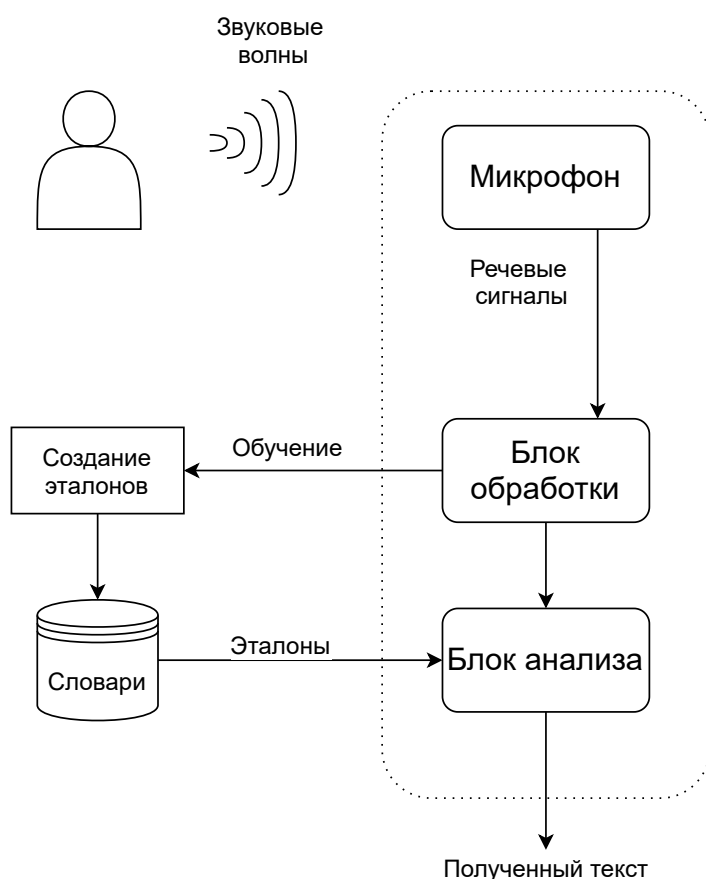 Звуковые
волны
Микрофон
Речевые
сигналы
Обучение
Блок
обработки
Создание
эталонов
Эталоны
Словари
Блок анализа
Полученный текст